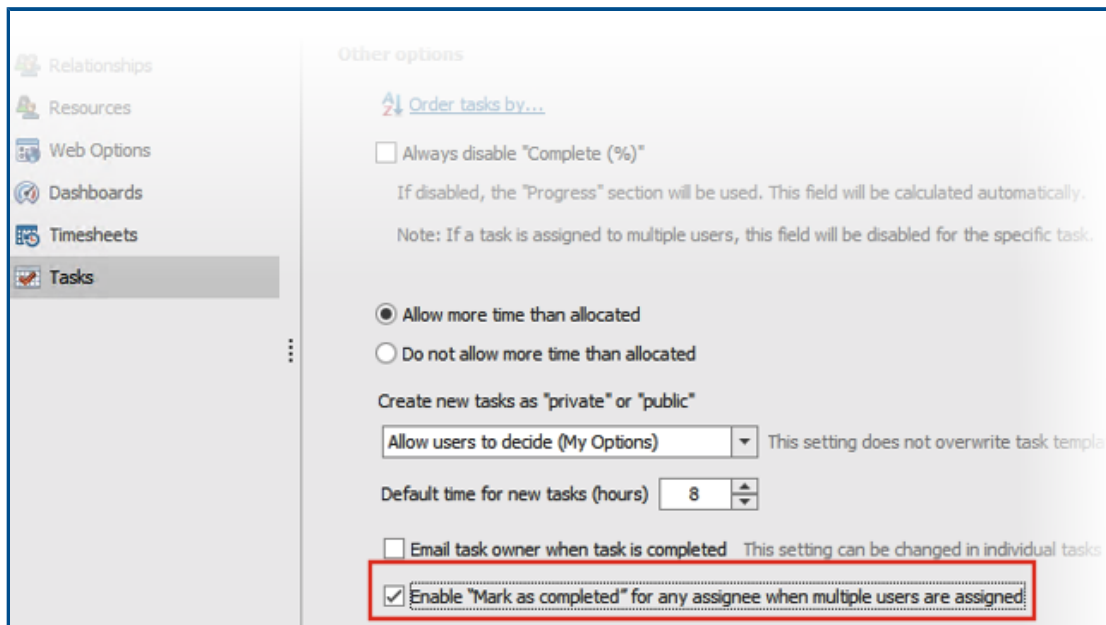 Relationships
Resources
Web Options
Dashboards
Timesheets
Tasks
Other options
Order tasks by...
Always disable "Complete (%)"
If disabled, the "Progress" section will be used. This field will be calculated automatically.
Note: If a task is assigned to multiple users, this field will be disabled for the specific task.
Allow more time than allocated
Do not allow more time than allocated
Create new tasks as "private" or "public"
Allow users to decide (My Options) This setting does not overwrite task templa
Default time for new tasks (hours) 8
Email task owner when task is completed This setting can be changed in individual tasks
Enable “Mark as completed” for any assignee when multiple users are assigned